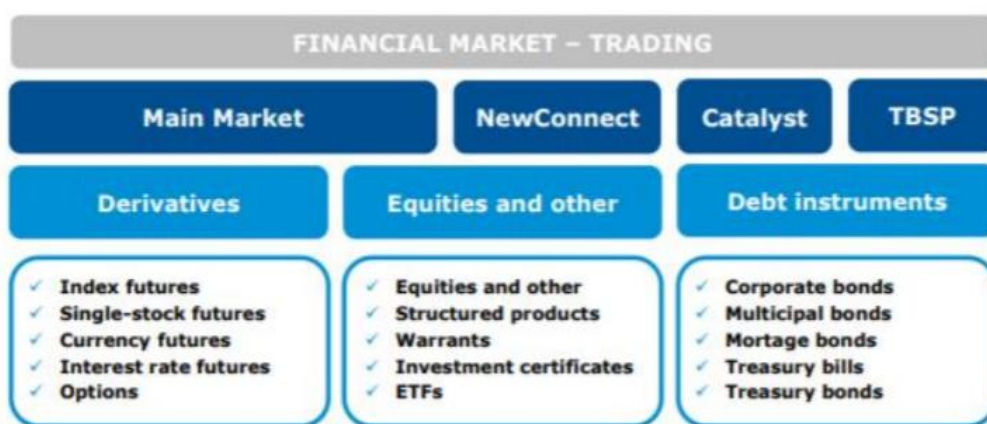 FINANCIAL MARKET – TRADING
Main Market
NewConnect
Catalyst
TBSP
Derivatives
Equities and other
Debt instruments
✓ Index futures
✓ Single-stock futures
✓ Currency futures
✓ Interest rate futures
✓ Options
✓ Equities and other
✓ Structured products
✓ Warrants
✓ Investment certificates
✓ ETFs
✓ Corporate bonds
✓ Multicipal bonds
✓ Mortage bonds
✓ Treasury bills
✓ Treasury bonds